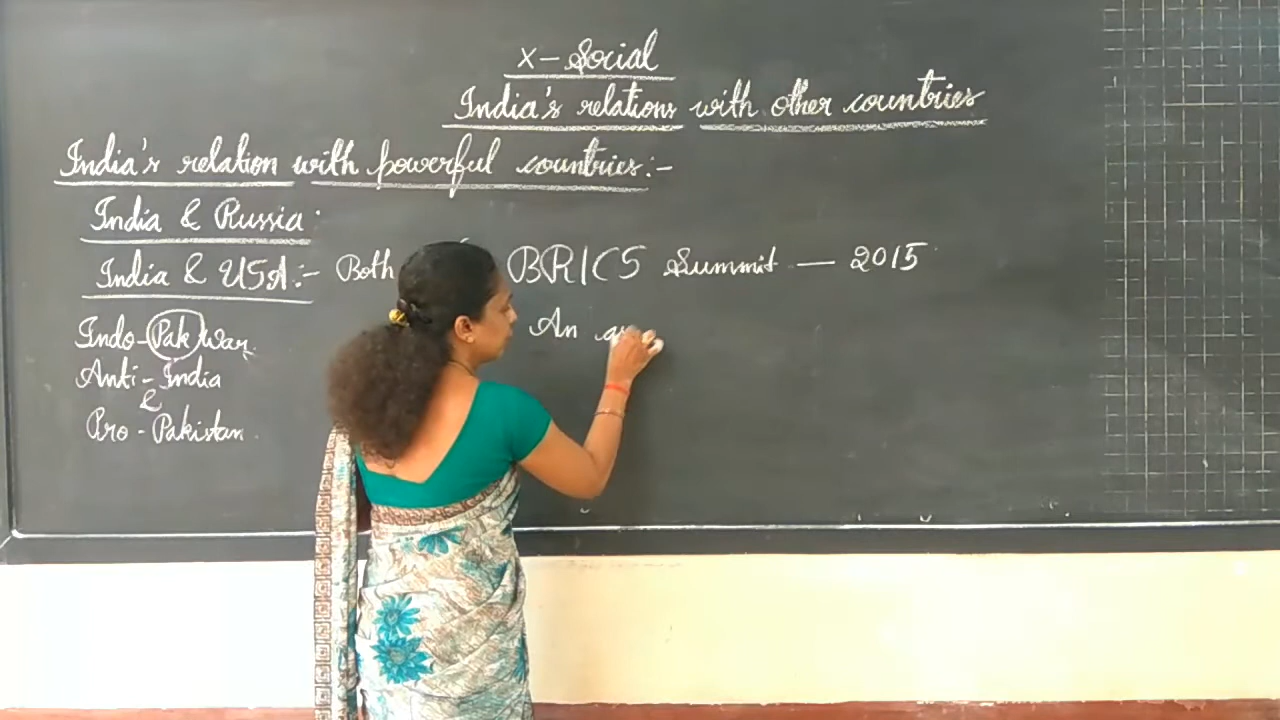 X - Social
India's relations with other countries
India's relation with powerful countries:-
India & Russia:
India & USA:- Both BRICS Summit — 2015
An
Indo-Pak War
Anti-India
&
Pro-Pakistan.